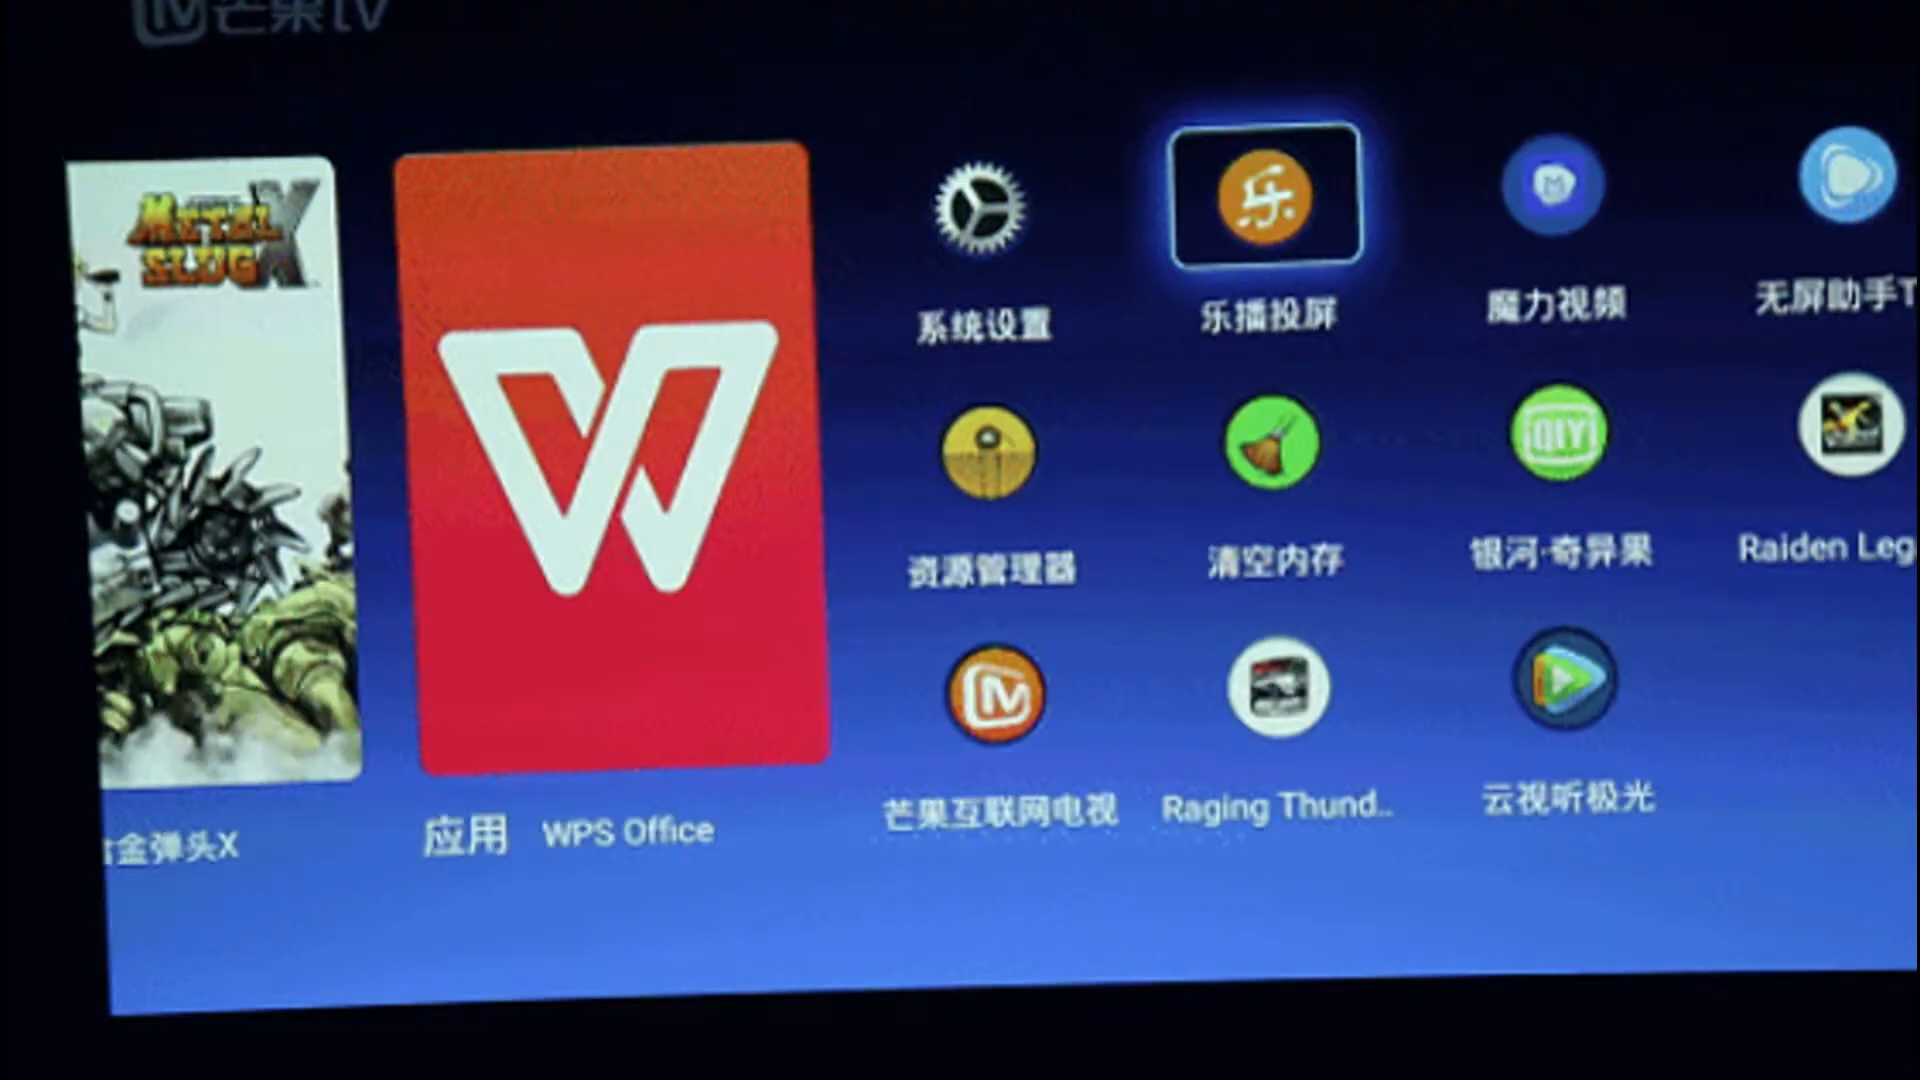 芒果tv
METAL
SLUG X
系统设置
乐
乐播投屏
魔力视频
无屏助手T
资源管理器
清空内存
iQIYI
银河·奇异果
Raiden Leg
芒果互联网电视
Raging Thund..
云视听极光
金弹头X
应用 WPS Office